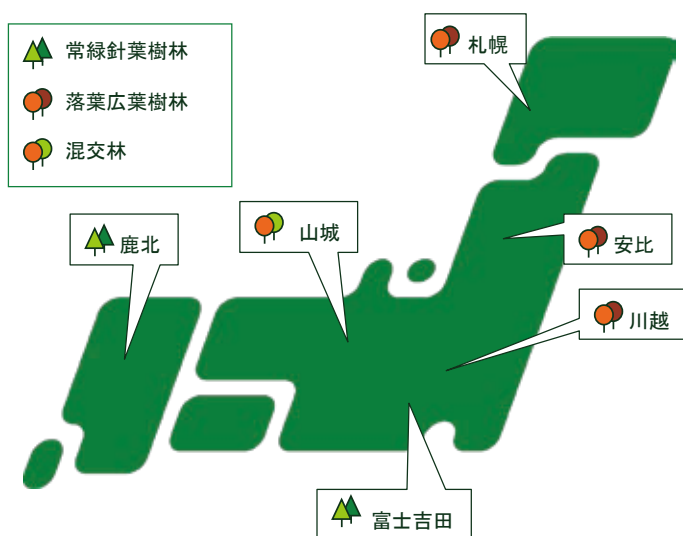 常緑針葉樹林
落葉広葉樹林
混交林
札幌
鹿北
山城
安比
川越
富士吉田